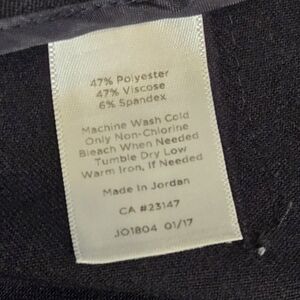 47% Polyester
47% Viscose
6% Spandex
Machine Wash Cold
Only Non-Chlorine
Bleach When Needed
Tumble Dry Low
Warm Iron, If Needed
Made In Jordan
CA #23147
JO1804 01/17